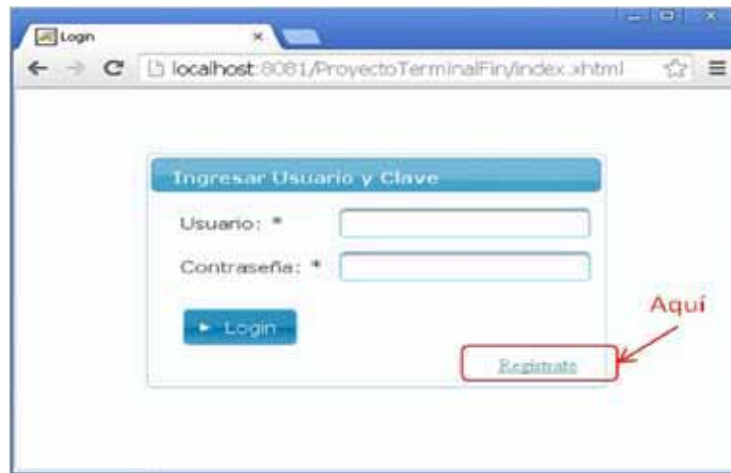 Login
localhost:8081/ProyectoTerminalFin/index.xhtml
Ingresar Usuario y Clave
Usuario: *
Contraseña: *
Login
Aquí
Registrate